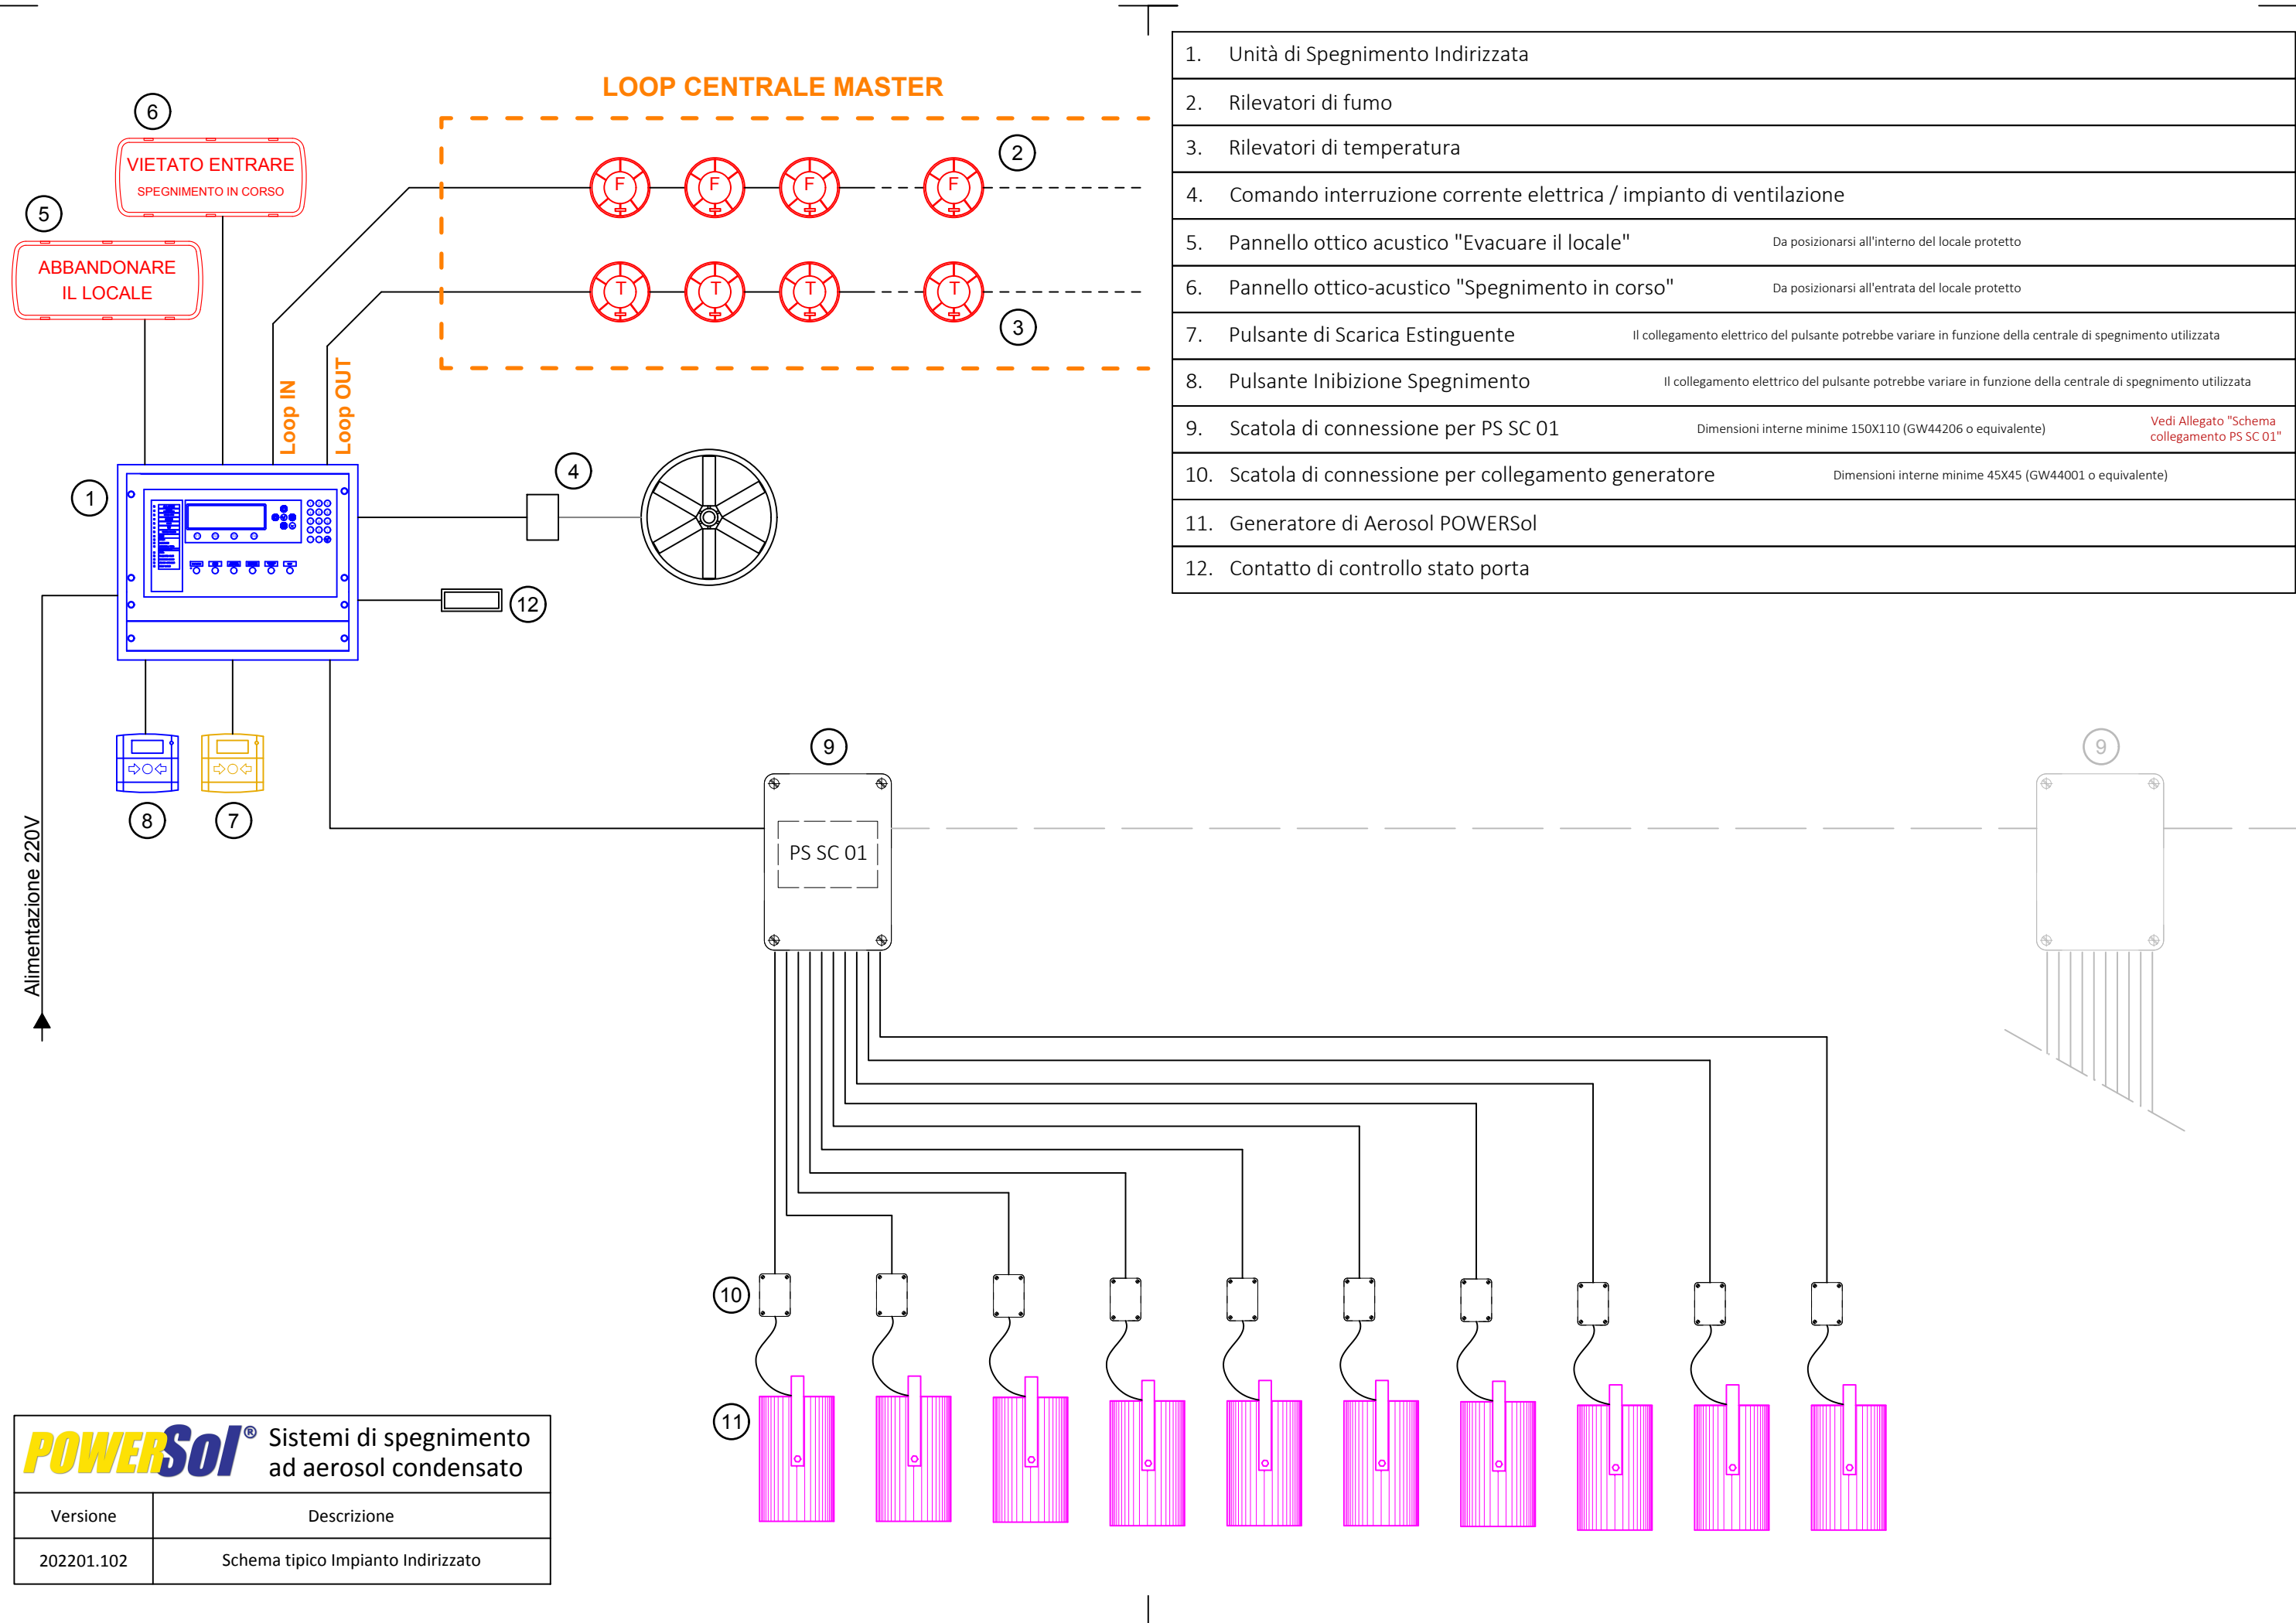 LOOP CENTRALE MASTER
6
VIETATO ENTRARE
SPEGNIMENTO IN CORSO
5
ABBANDONARE
IL LOCALE
F F F F
2
T T T T
3
Loop IN
Loop OUT
1
4
12
8
7
Alimentazione 220V
9
PS SC 01
9
10
11
1. Unità di Spegnimento Indirizzata
2. Rilevatori di fumo
3. Rilevatori di temperatura
4. Comando interruzione corrente elettrica / impianto di ventilazione
5. Pannello ottico acustico "Evacuare il locale" Da posizionarsi all'interno del locale protetto
6. Pannello ottico-acustico "Spegnimento in corso" Da posizionarsi all'entrata del locale protetto
7. Pulsante di Scarica Estinguente Il collegamento elettrico del pulsante potrebbe variare in funzione della centrale di spegnimento utilizzata
8. Pulsante Inibizione Spegnimento Il collegamento elettrico del pulsante potrebbe variare in funzione della centrale di spegnimento utilizzata
9. Scatola di connessione per PS SC 01 Dimensioni interne minime 150X110 (GW44206 o equivalente) Vedi Allegato "Schema
collegamento PS SC 01"
10. Scatola di connessione per collegamento generatore Dimensioni interne minime 45X45 (GW44001 o equivalente)
11. Generatore di Aerosol POWERSol
12. Contatto di controllo stato porta
POWERSol® Sistemi di spegnimento
ad aerosol condensato
Versione Descrizione
202201.102 Schema tipico Impianto Indirizzato